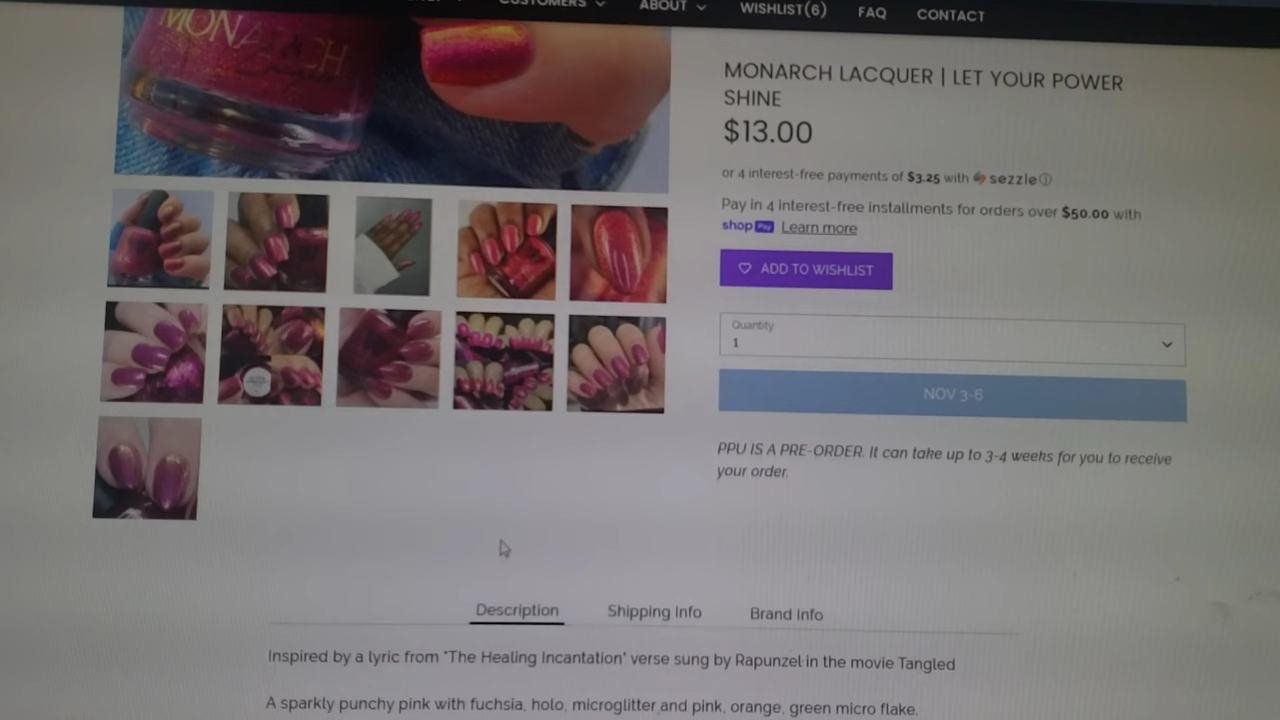 CUSTOMERS
ABOUT
WISHLIST(6)
FAQ
CONTACT
MONARCH
MONARCH LACQUER | LET YOUR POWER
SHINE
$13.00
or 4 interest-free payments of $3.25 with sezzle
Pay in 4 interest-free installments for orders over $50.00 with
shop Pay Learn more
ADD TO WISHLIST
Quantity
1
NOV 3-6
PPU IS A PRE-ORDER. It can take up to 3-4 weeks for you to receive
your order.
Description
Shipping Info
Brand Info
Inspired by a lyric from "The Healing Incantation" verse sung by Rapunzel in the movie Tangled
A sparkly punchy pink with fuchsia, holo, microglitter and pink, orange, green micro flake.